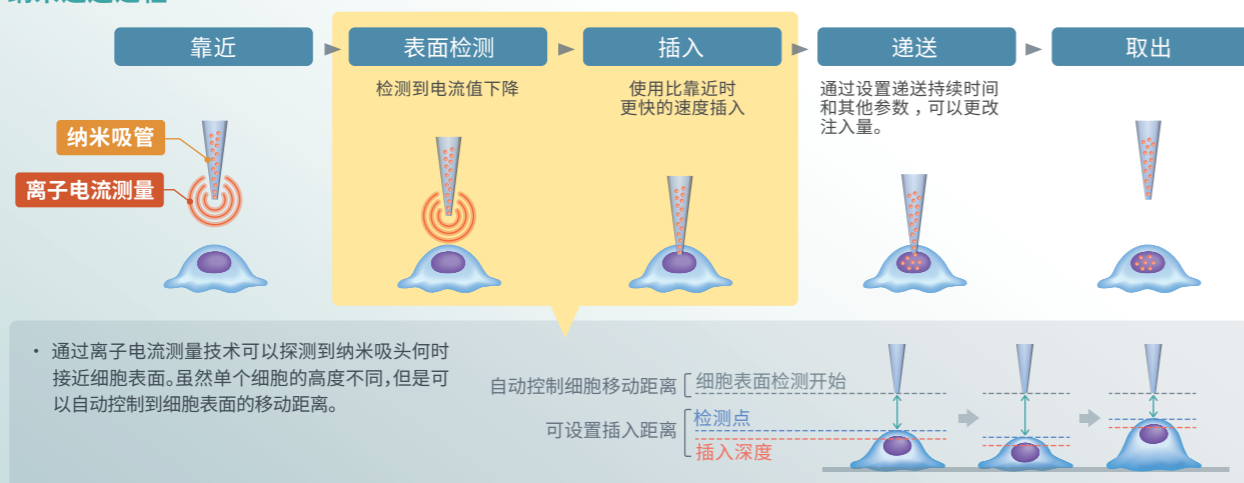 靠近
表面检测
插入
递送
取出
检测到电流值下降
使用比靠近时
更快的速度插入
通过设置递送持续时间
和其他参数，可以更改
注入量。
纳米吸管
离子电流测量
· 通过离子电流测量技术可以探测到纳米吸头何时
接近细胞表面。虽然单个细胞的高度不同，但是可
以自动控制到细胞表面的移动距离。
自动控制细胞移动距离
细胞表面检测开始
可设置插入距离
检测点
插入深度